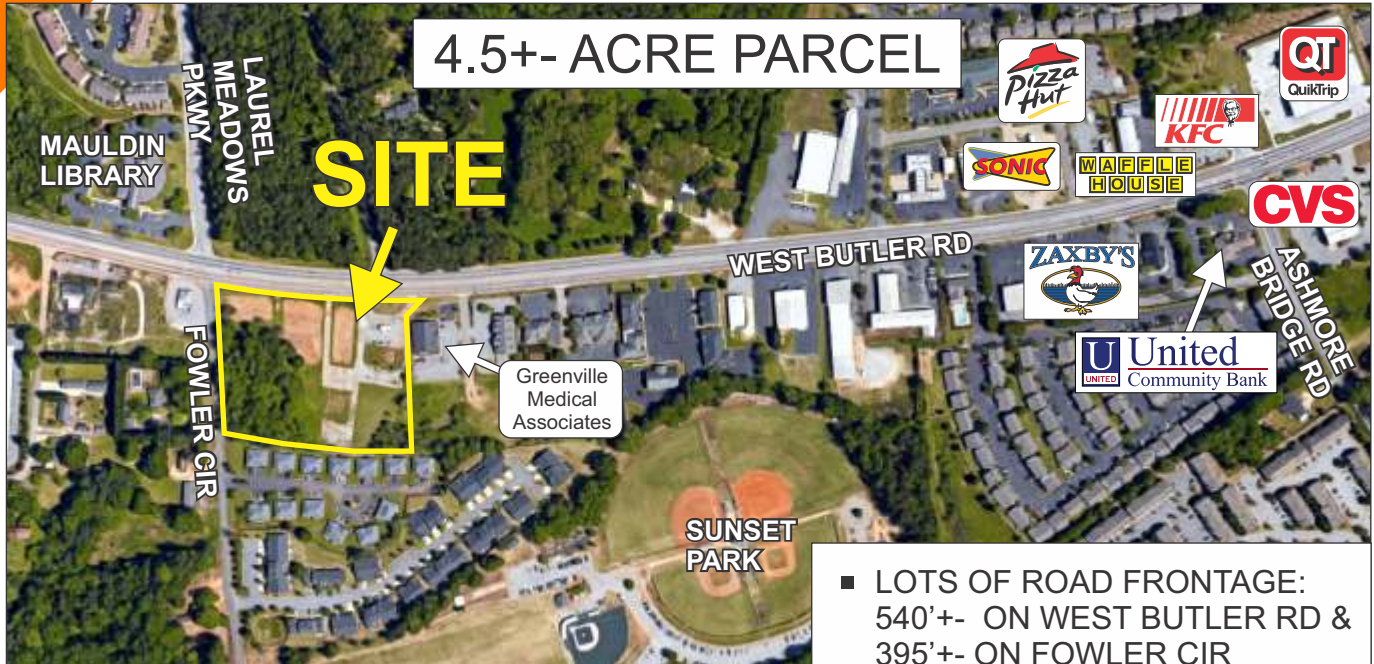 4.5+- ACRE PARCEL
LAUREL
MEADOWS
PKWY
MAULDIN
LIBRARY
SITE
Pizza
Hut
QT
QuikTrip
KFC
SONIC
WAFFLE
HOUSE
CVS
WEST BUTLER RD
ZAXBY'S
ASHMORE
BRIDGE RD
U United
UNITED Community Bank
FOWLER CIR
Greenville
Medical
Associates
SUNSET
PARK
▪ LOTS OF ROAD FRONTAGE:
540'+- ON WEST BUTLER RD &
395'+- ON FOWLER CIR